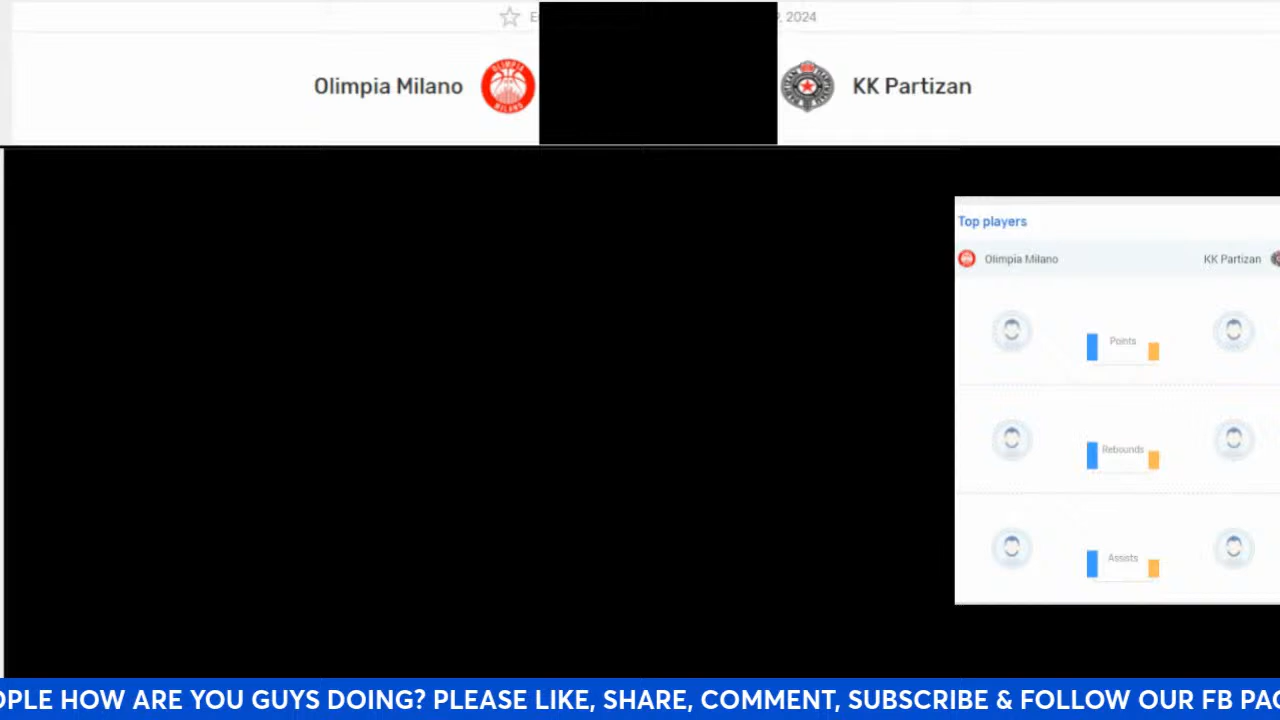 , 2024
Olimpia Milano
KK Partizan
Top players
Olimpia Milano
KK Partizan
Points
Rebounds
Assists
OPLE HOW ARE YOU GUYS DOING? PLEASE LIKE, SHARE, COMMENT, SUBSCRIBE & FOLLOW OUR FB PAG